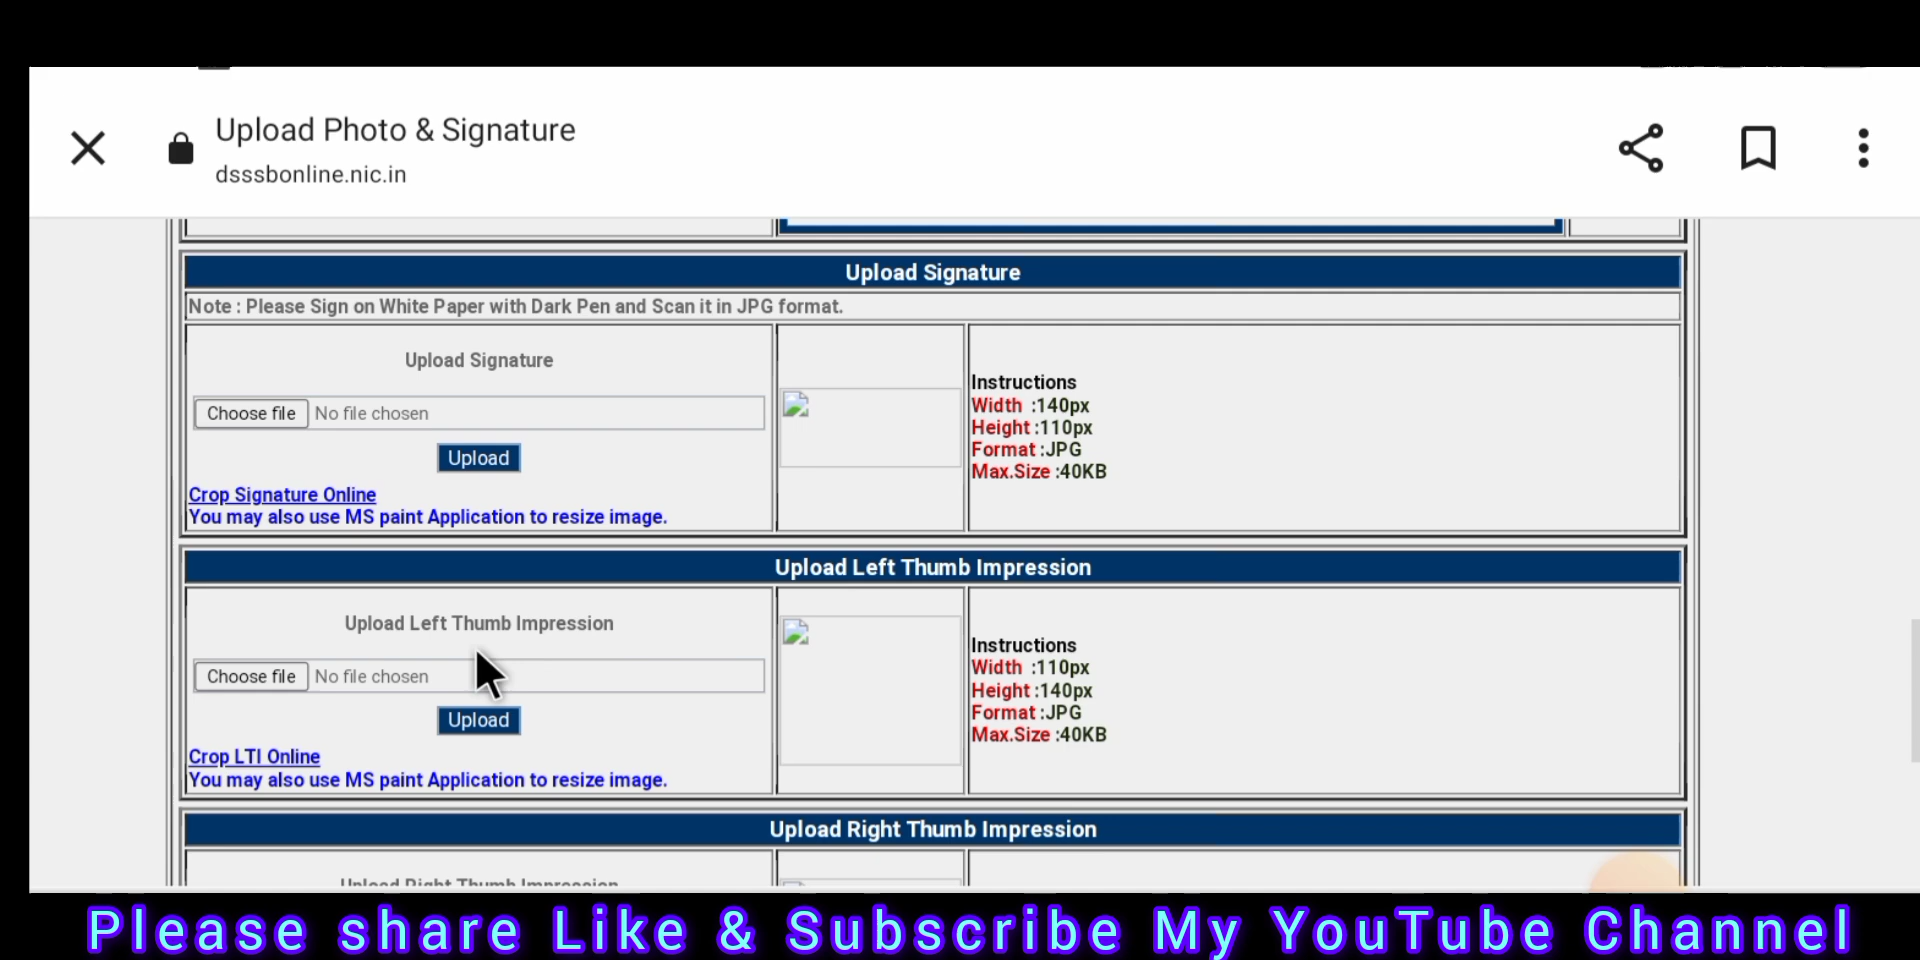 Upload Photo & Signature
dsssbonline.nic.in
Upload Signature
Note : Please Sign on White Paper with Dark Pen and Scan it in JPG format.
Upload Signature
Choose file No file chosen
Upload
Crop Signature Online
You may also use MS paint Application to resize image.
Instructions
Width :140px
Height :110px
Format :JPG
Max.Size :40KB
Upload Left Thumb Impression
Upload Left Thumb Impression
Choose file No file chosen
Upload
Crop LTI Online
You may also use MS paint Application to resize image.
Instructions
Width :110px
Height :140px
Format :JPG
Max.Size :40KB
Upload Right Thumb Impression
Upload Right Thumb Impression
Please share Like & Subscribe My YouTube Channel